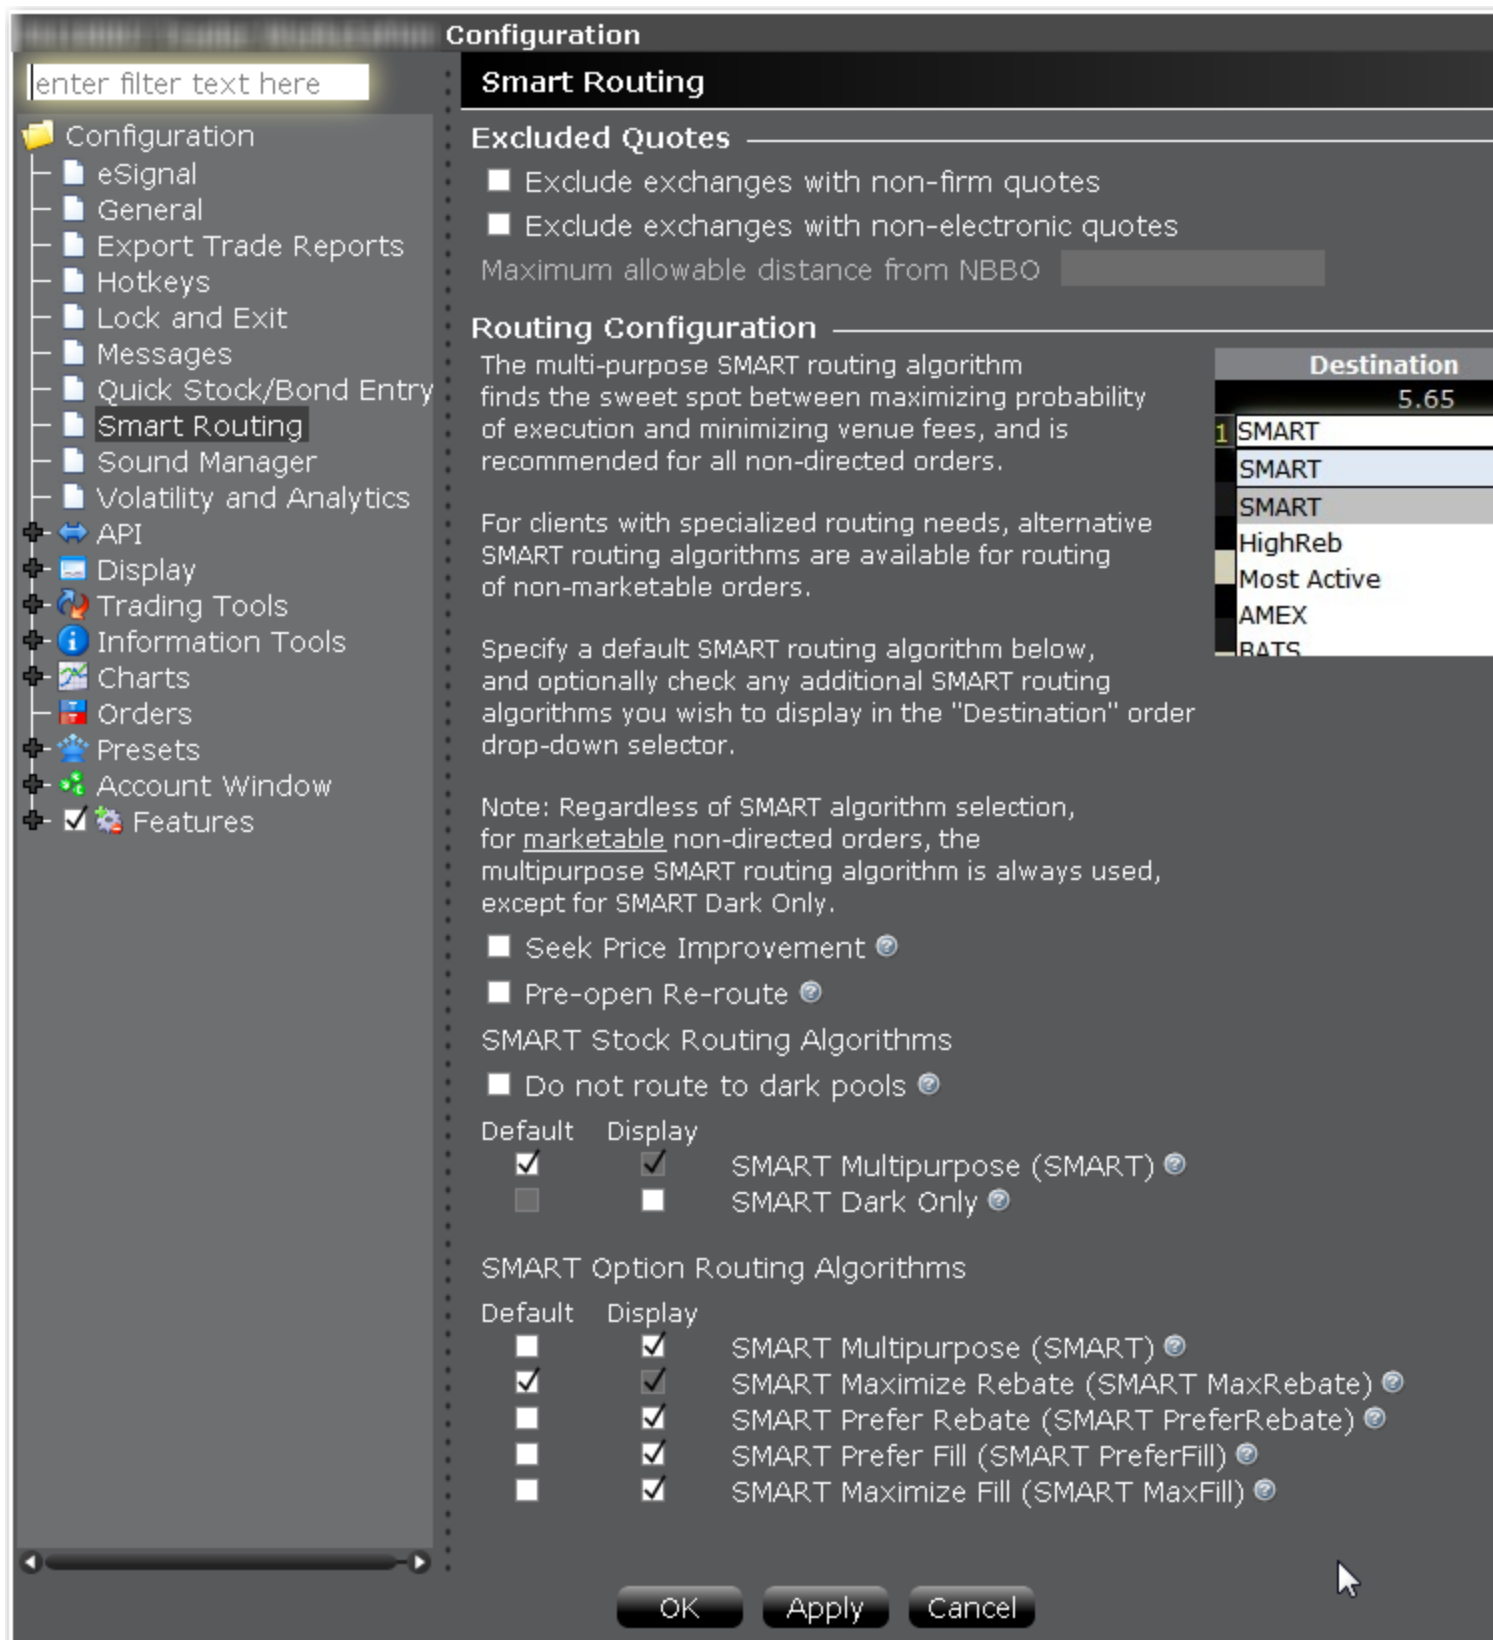 Configuration
enter filter text here
Configuration
eSignal
General
Export Trade Reports
Hotkeys
Lock and Exit
Messages
Quick Stock/Bond Entry
Smart Routing
Sound Manager
Volatility and Analytics
API
Display
Trading Tools
Information Tools
Charts
Orders
Presets
Account Window
Features
Smart Routing
Excluded Quotes
Exclude exchanges with non-firm quotes
Exclude exchanges with non-electronic quotes
Maximum allowable distance from NBBO
Routing Configuration
The multi-purpose SMART routing algorithm
finds the sweet spot between maximizing probability
of execution and minimizing venue fees, and is
recommended for all non-directed orders.
For clients with specialized routing needs, alternative
SMART routing algorithms are available for routing
of non-marketable orders.
Specify a default SMART routing algorithm below,
and optionally check any additional SMART routing
algorithms you wish to display in the "Destination" order
drop-down selector.
Note: Regardless of SMART algorithm selection,
for marketable non-directed orders, the
multipurpose SMART routing algorithm is always used,
except for SMART Dark Only.
Destination
5.65
1 SMART
SMART
SMART
HighReb
Most Active
AMEX
BATS
Seek Price Improvement
Pre-open Re-route
SMART Stock Routing Algorithms
Do not route to dark pools
Default Display
SMART Multipurpose (SMART)
SMART Dark Only
SMART Option Routing Algorithms
Default Display
SMART Multipurpose (SMART)
SMART Maximize Rebate (SMART MaxRebate)
SMART Prefer Rebate (SMART PreferRebate)
SMART Prefer Fill (SMART PreferFill)
SMART Maximize Fill (SMART MaxFill)
OK Apply Cancel